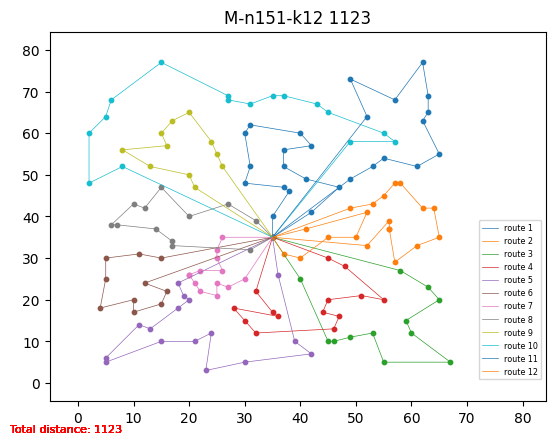 M-n151-k12 1123
80
70
60
50
40
30
20
10
0
0 10 20 30 40 50 60 70 80
route 1
route 2
route 3
route 4
route 5
route 6
route 7
route 8
route 9
route 10
route 11
route 12
Total distance: 1123